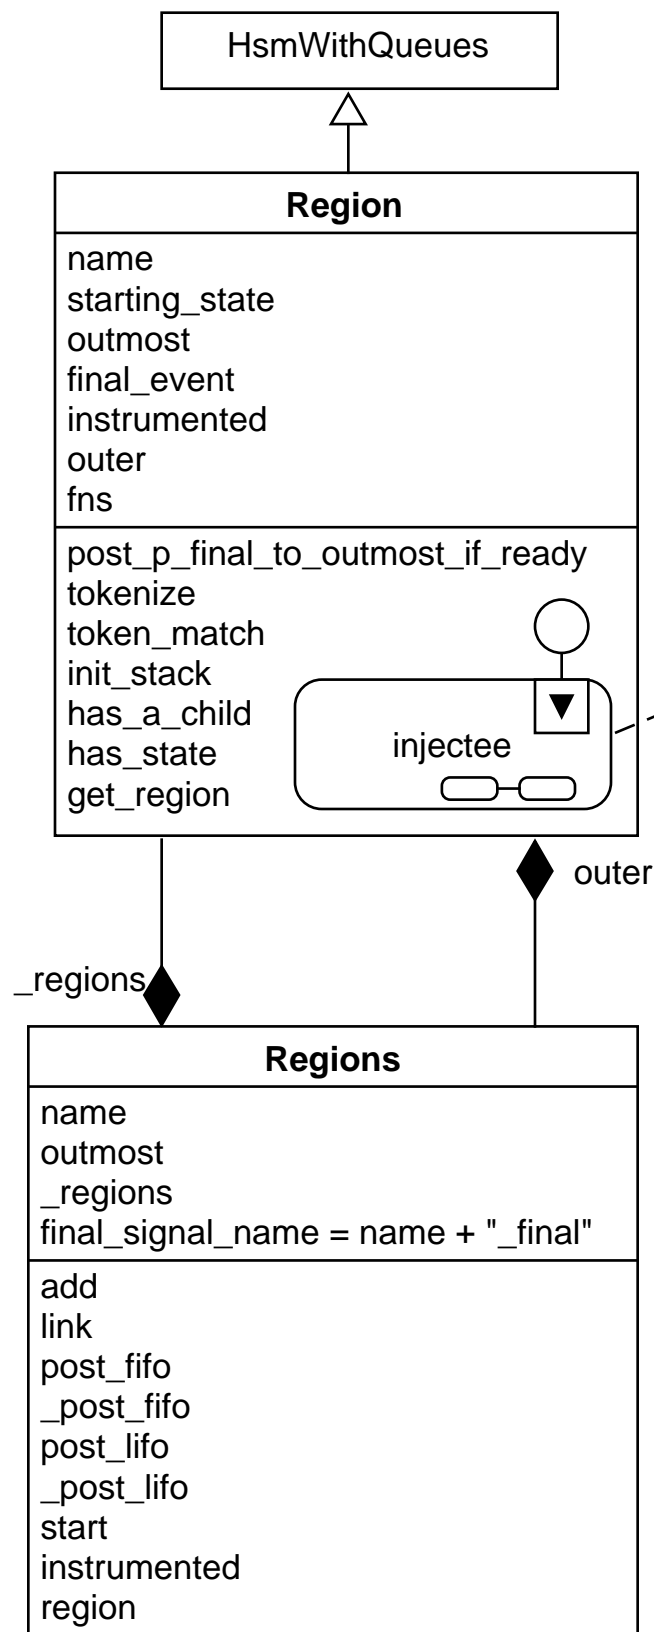 HsmWithQueues
Region
name
starting_state
outmost
final_event
instrumented
outer
fns
post_p_final_to_outmost_if_ready
tokenize
token_match
init_stack
has_a_child
has_state
get_region
injectee
outer
_regions
Regions
name
outmost
_regions
final_signal_name = name + "_final"
add
link
post_fifo
_post_fifo
post_lifo
_post_lifo
start
instrumented
region